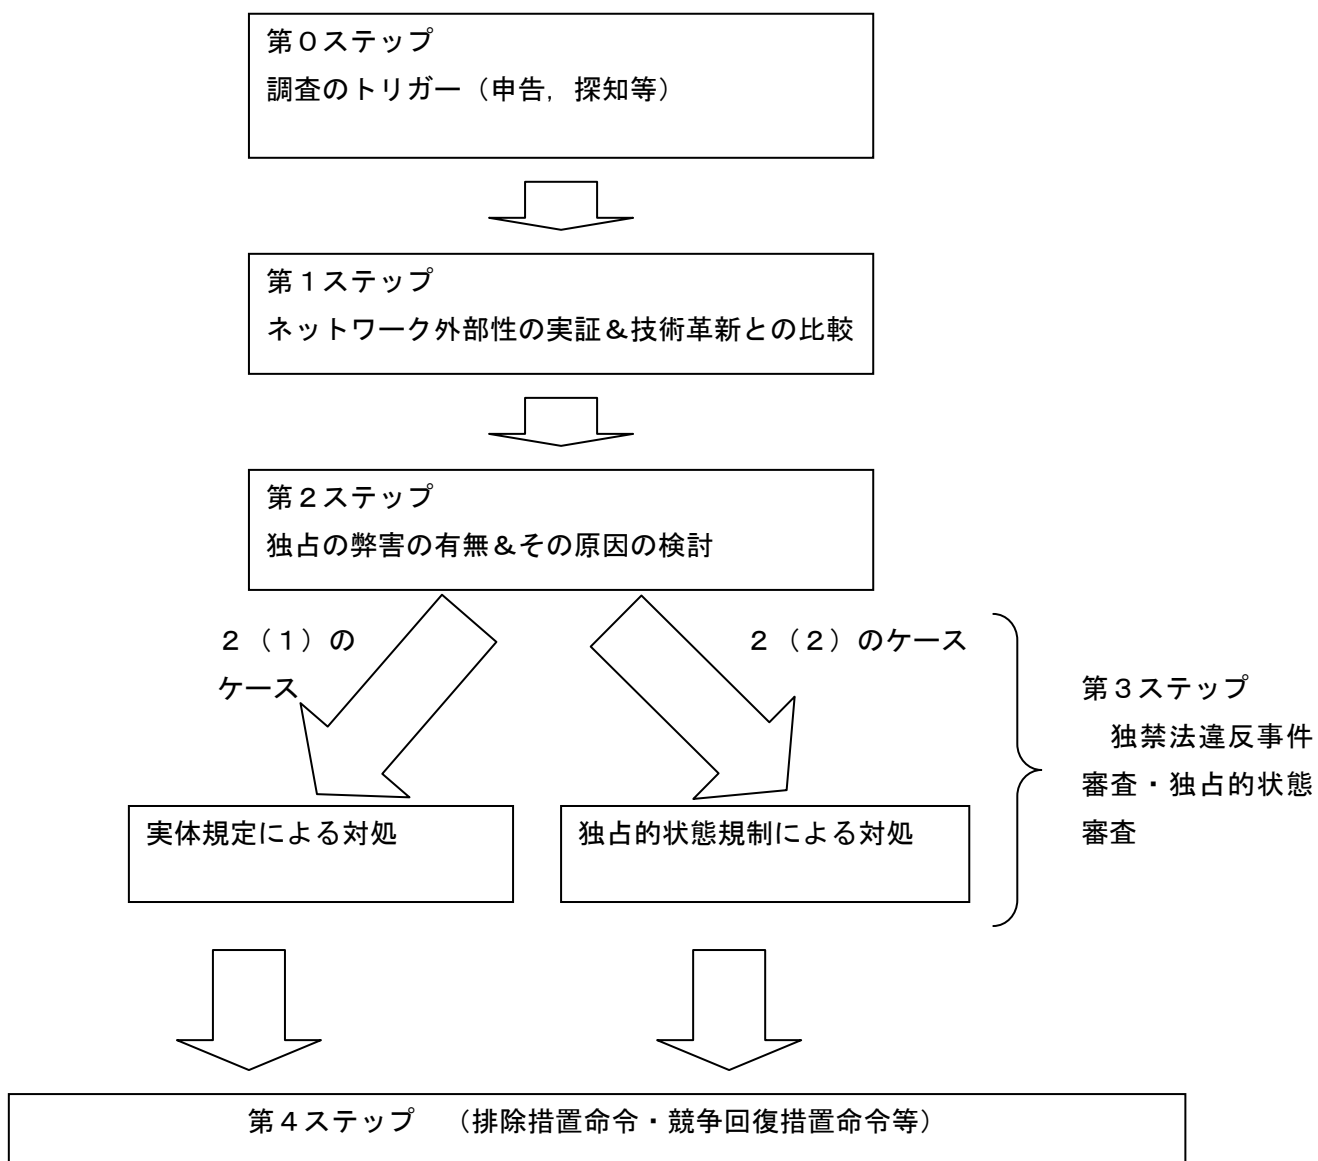 第０ステップ
調査のトリガー（申告，探知等）
第１ステップ
ネットワーク外部性の実証＆技術革新との比較
第２ステップ
独占の弊害の有無＆その原因の検討
２（１）の
ケース
２（２）のケース
第３ステップ
独禁法違反事件
審査・独占的状態
審査
実体規定による対処
独占的状態規制による対処
第４ステップ　（排除措置命令・競争回復措置命令等）